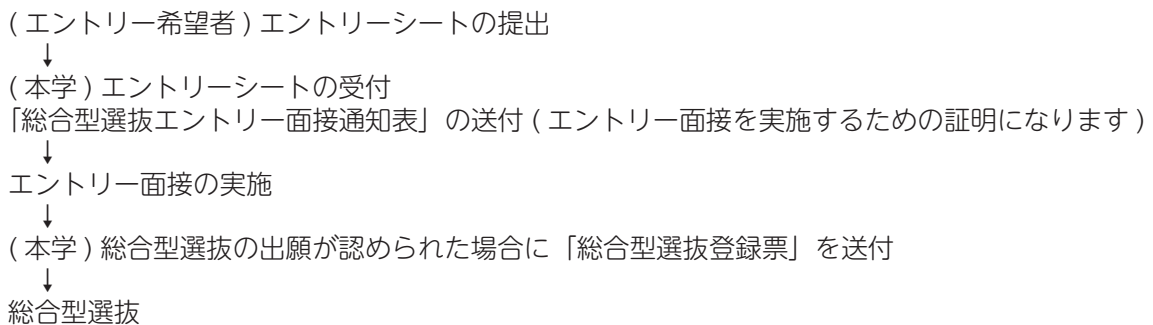 ( エントリー希望者 ) エントリーシートの提出
↓
( 本学 ) エントリーシートの受付
「総合型選抜エントリー面接通知表」の送付 ( エントリー面接を実施するための証明になります )
↓
エントリー面接の実施
↓
( 本学 ) 総合型選抜の出願が認められた場合に「総合型選抜登録票」を送付
↓
総合型選抜